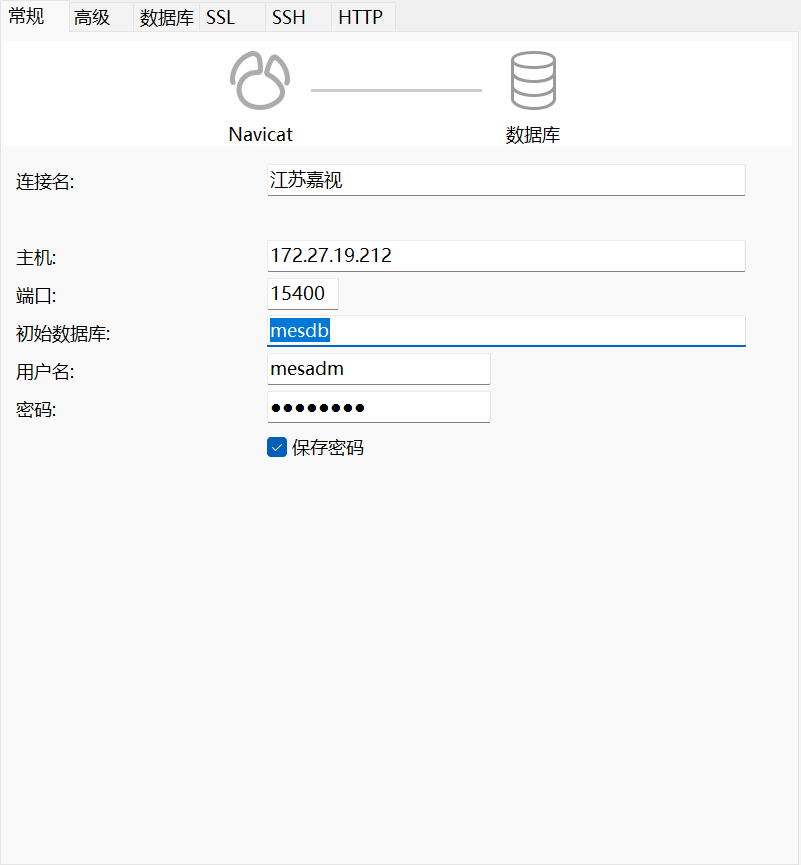 常规 高级 数据库 SSL SSH HTTP
Navicat 数据库
连接名: 江苏嘉视
主机: 172.27.19.212
端口: 15400
初始数据库: mesdb
用户名: mesadm
密码: ●●●●●●●●
保存密码